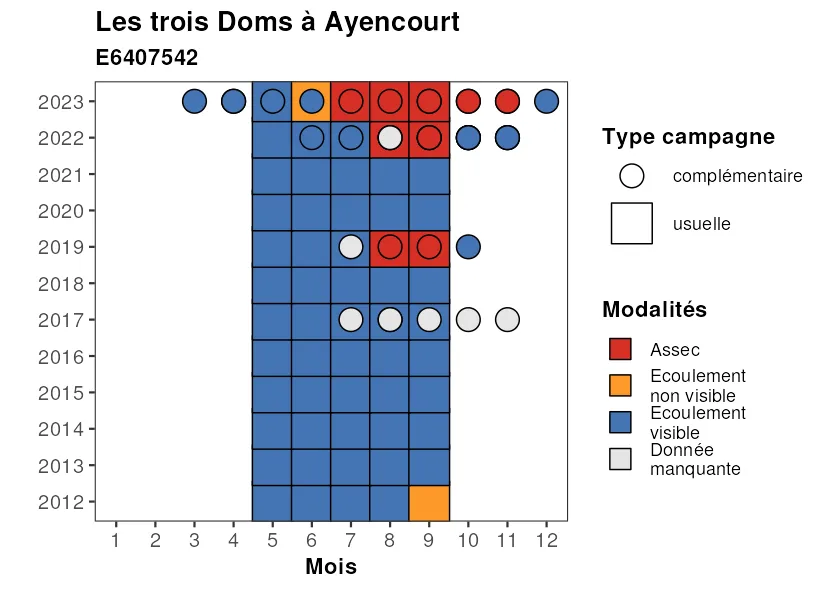 Les trois Doms à Ayencourt
E6407542
2023
2022
2021
2020
2019
2018
2017
2016
2015
2014
2013
2012
1 2 3 4 5 6 7 8 9 10 11 12
Mois
Type campagne
complémentaire
usuelle
Modalités
Assec
Ecoulement
non visible
Ecoulement
visible
Donnée
manquante